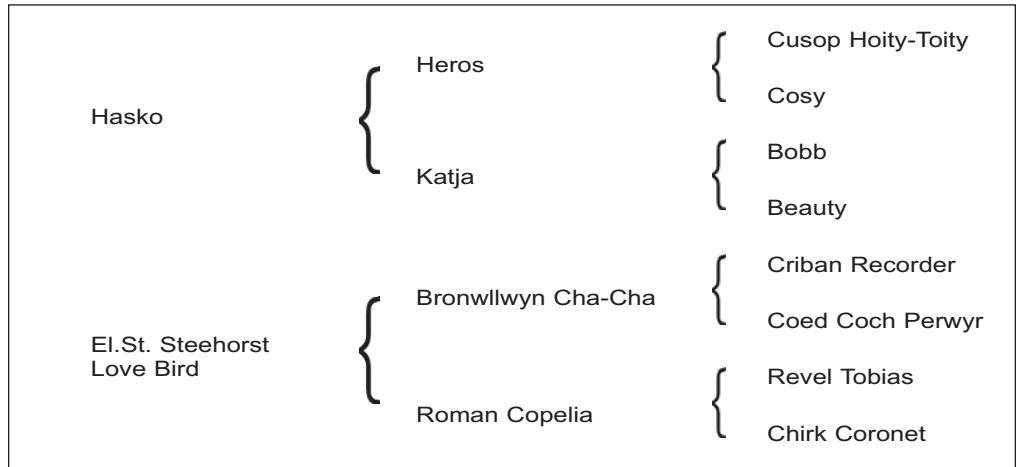 Hasko
El.St. Steehorst
Love Bird
Heros
Katja
Bronwllwyn Cha-Cha
Roman Copelia
Cusop Hoity-Toity
Cosy
Bobb
Beauty
Criban Recorder
Coed Coch Perwyr
Revel Tobias
Chirk Coronet